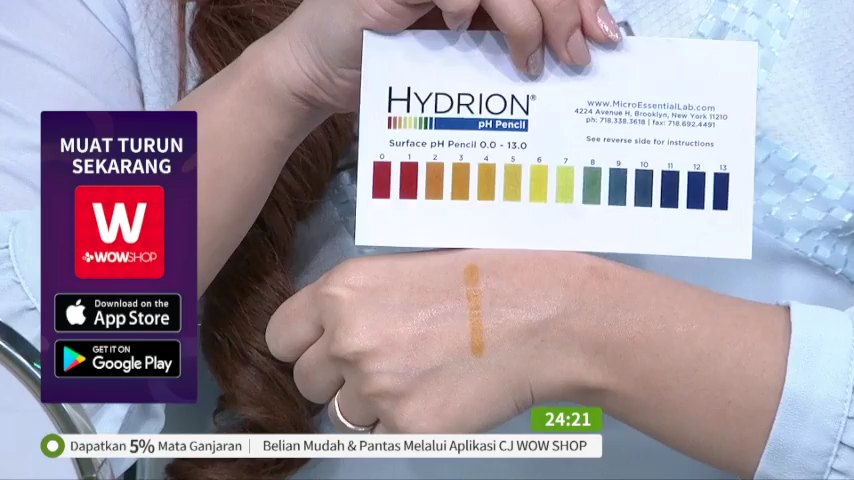 MUAT TURUN
SEKARANG
W
WOWSHOP
Download on the
App Store
GET IT ON
Google Play
HYDRION®
pH Pencil
Surface pH Pencil 0.0 - 13.0
www.MicroEssentialLab.com
4224 Avenue H, Brooklyn, New York 11210
ph: 718.338.3618 | fax: 718.692.4491
See reverse side for instructions
0 1 2 3 4 5 6 7 8 9 10 11 12 13
24:21
Dapatkan 5% Mata Ganjaran | Belian Mudah & Pantas Melalui Aplikasi CJ WOW SHOP